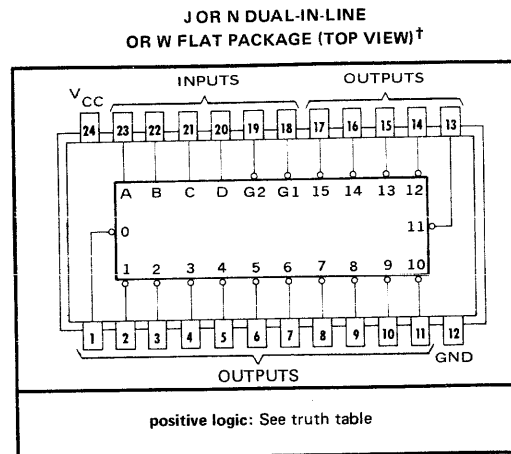 J OR N DUAL-IN-LINE
OR W FLAT PACKAGE (TOP VIEW)†
INPUTS OUTPUTS
VCC
24 23 22 21 20 19 18 17 16 15 14 13
A B C D G2 G1 15 14 13 12
0 11
1 2 3 4 5 6 7 8 9 10
1 2 3 4 5 6 7 8 9 10 11 12
GND
OUTPUTS
positive logic: See truth table